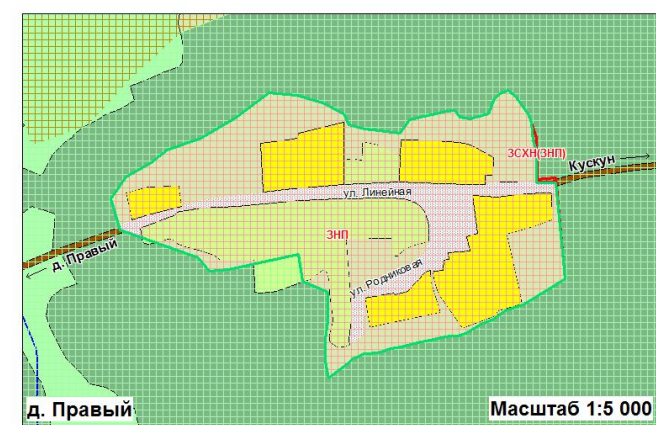 ЗСХН(ЗНП)
Кускун
ул. Линейная
ЗНП
д. Правый
ул. Родниковая
д. Правый
Масштаб 1:5 000